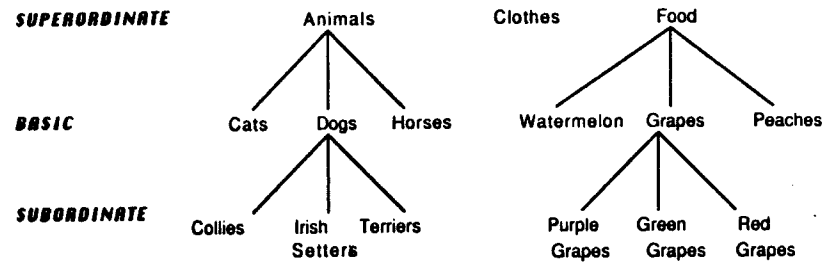 SUPERORDINATE Animals Clothes Food
BASIC Cats Dogs Horses Watermelon Grapes Peaches
SUBORDINATE Collies Irish Terriers Purple Green Red
Setters Grapes Grapes Grapes